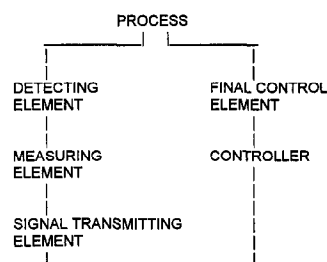 PROCESS
DETECTING
ELEMENT
FINAL CONTROL
ELEMENT
MEASURING
ELEMENT
CONTROLLER
SIGNAL TRANSMITTING
ELEMENT